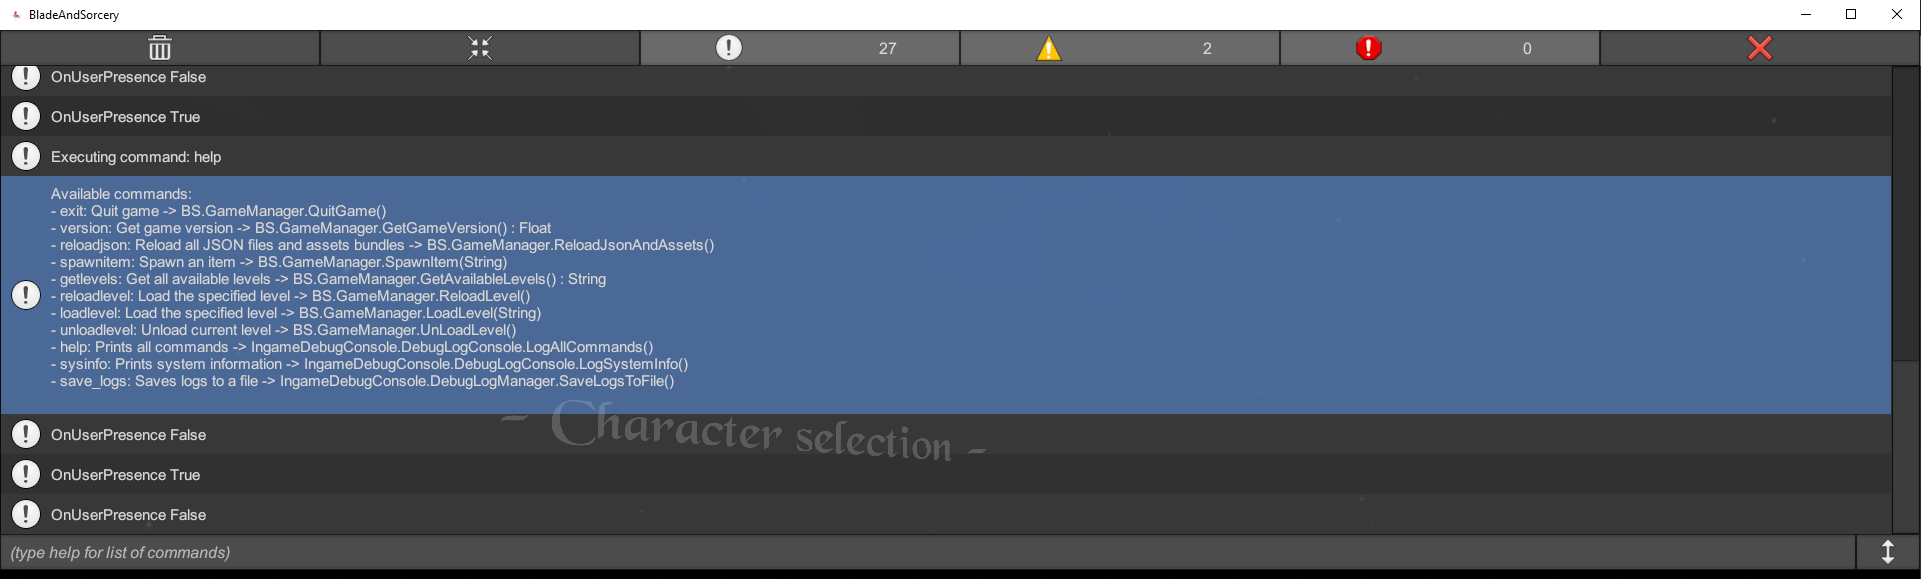 BladeAndSorcery
27
2
0
OnUserPresence False
OnUserPresence True
Executing command: help
Available commands:
- exit: Quit game -> BS.GameManager.QuitGame()
- version: Get game version -> BS.GameManager.GetGameVersion() : Float
- reloadjson: Reload all JSON files and assets bundles -> BS.GameManager.ReloadJsonAndAssets()
- spawnitem: Spawn an item -> BS.GameManager.SpawnItem(String)
- getlevels: Get all available levels -> BS.GameManager.GetAvailableLevels() : String
- reloadlevel: Load the specified level -> BS.GameManager.ReloadLevel()
- loadlevel: Load the specified level -> BS.GameManager.LoadLevel(String)
- unloadlevel: Unload current level -> BS.GameManager.UnLoadLevel()
- help: Prints all commands -> IngameDebugConsole.DebugLogConsole.LogAllCommands()
- sysinfo: Prints system information -> IngameDebugConsole.DebugLogConsole.LogSystemInfo()
- save_logs: Saves logs to a file -> IngameDebugConsole.DebugLogManager.SaveLogsToFile()
- Character selection -
OnUserPresence False
OnUserPresence True
OnUserPresence False
(type help for list of commands)